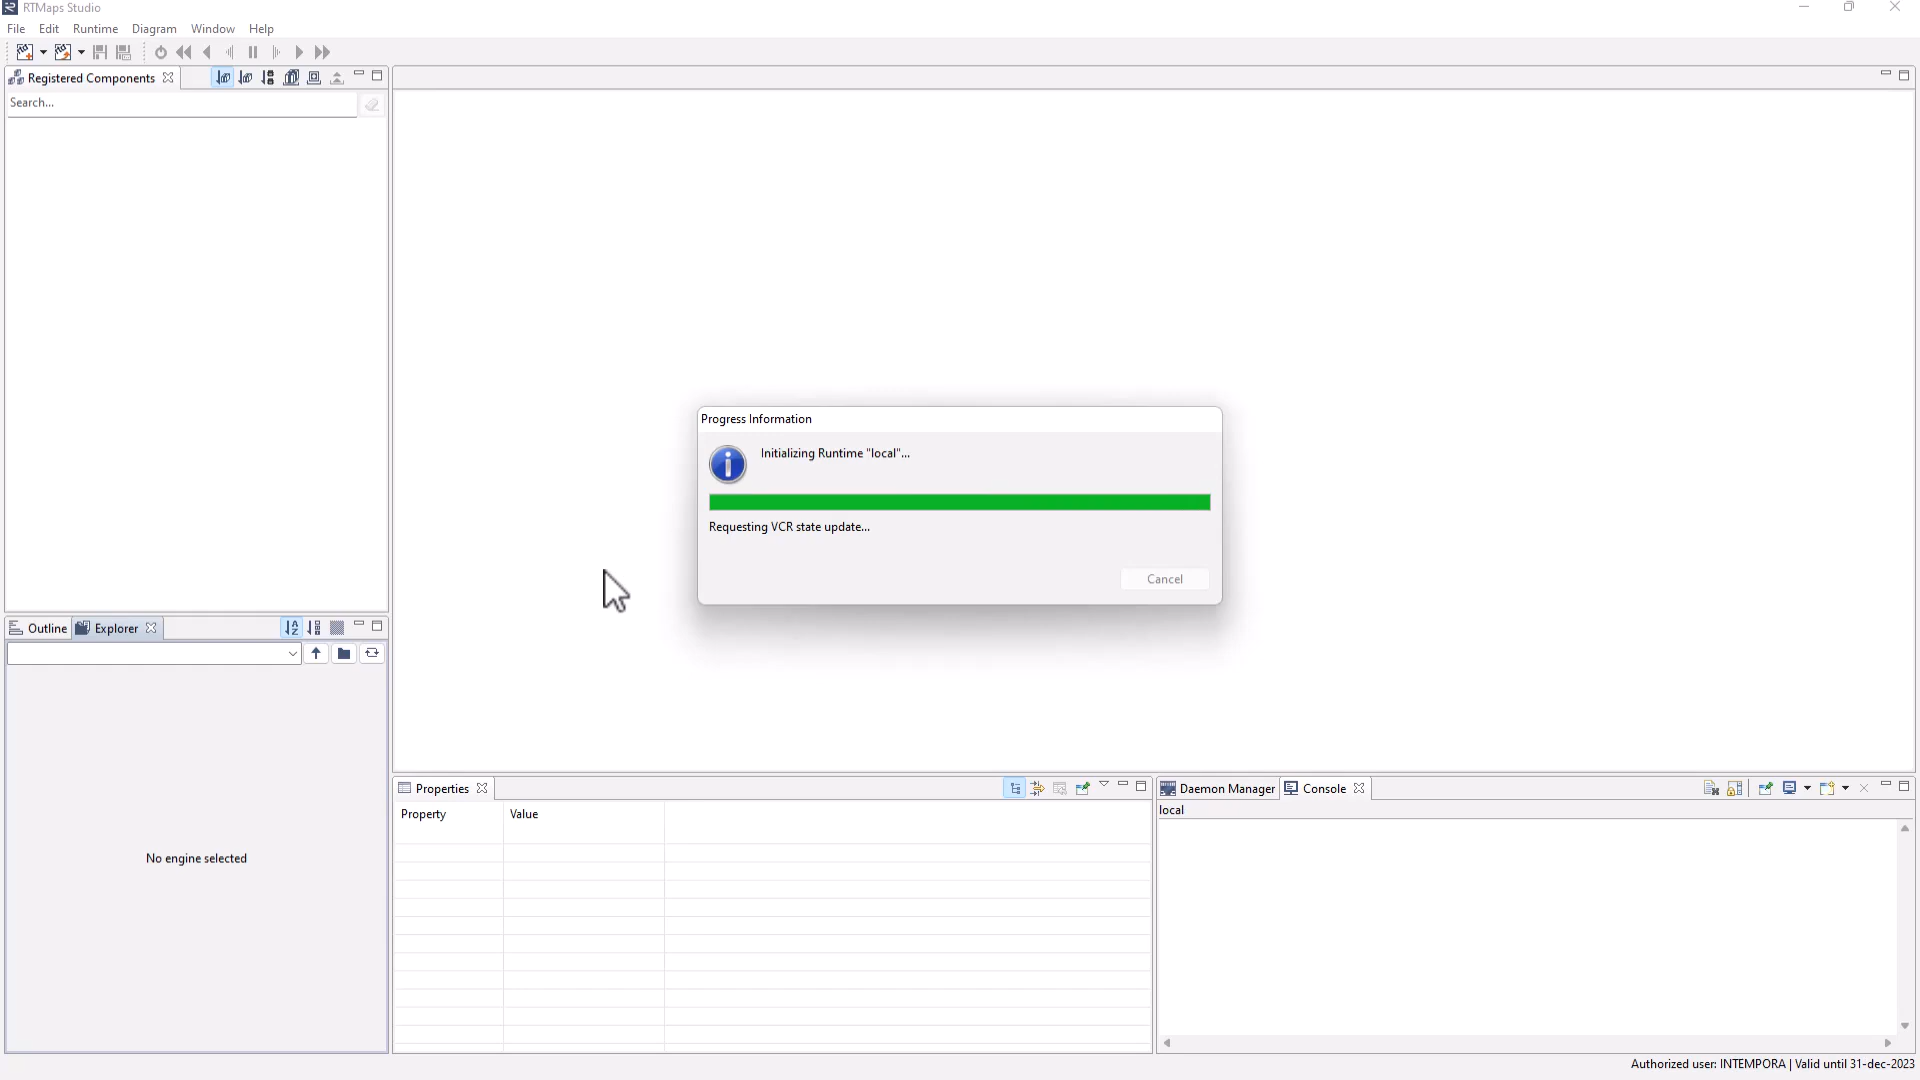 RTMaps Studio
File Edit Runtime Diagram Window Help
Registered Components
Search...
Progress Information
Initializing Runtime "local"...
Requesting VCR state update...
Cancel
Outline Explorer
No engine selected
Properties
Property Value
Daemon Manager Console
local
Authorized user: INTEMPORA | Valid until 31-dec-2023